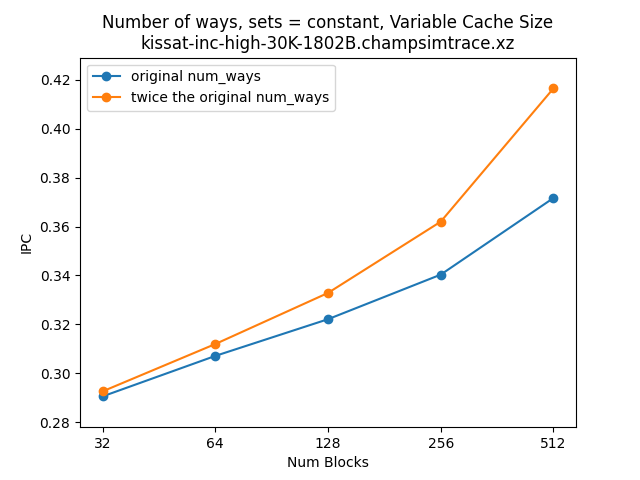 Number of ways, sets = constant, Variable Cache Size
kissat-inc-high-30K-1802B.champsimtrace.xz
original num_ways
twice the original num_ways
0.42
0.40
0.38
0.36
0.34
0.32
0.30
0.28
IPC
32 64 128 256 512
Num Blocks